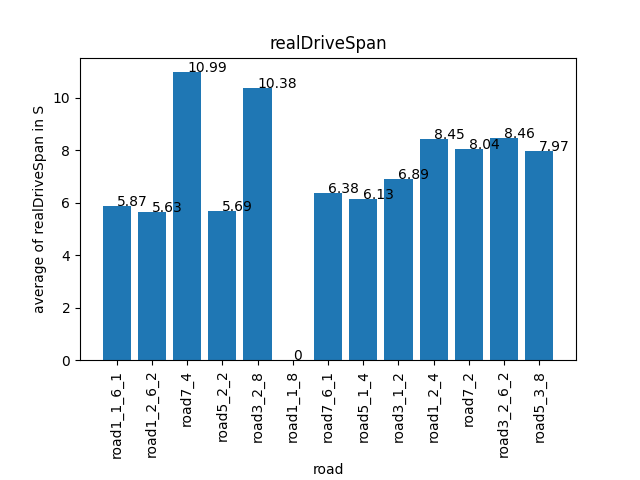 realDriveSpan
average of realDriveSpan in S
10
8
6
4
2
0
5.87
5.63
10.99
5.69
10.38
0
6.38
6.13
6.89
8.45
8.04
8.46
7.97
road1_1_6_1
road1_2_6_2
road7_4
road5_2_2
road3_2_8
road1_1_8
road7_6_1
road5_1_4
road3_1_2
road1_2_4
road7_2
road3_2_6_2
road5_3_8
road